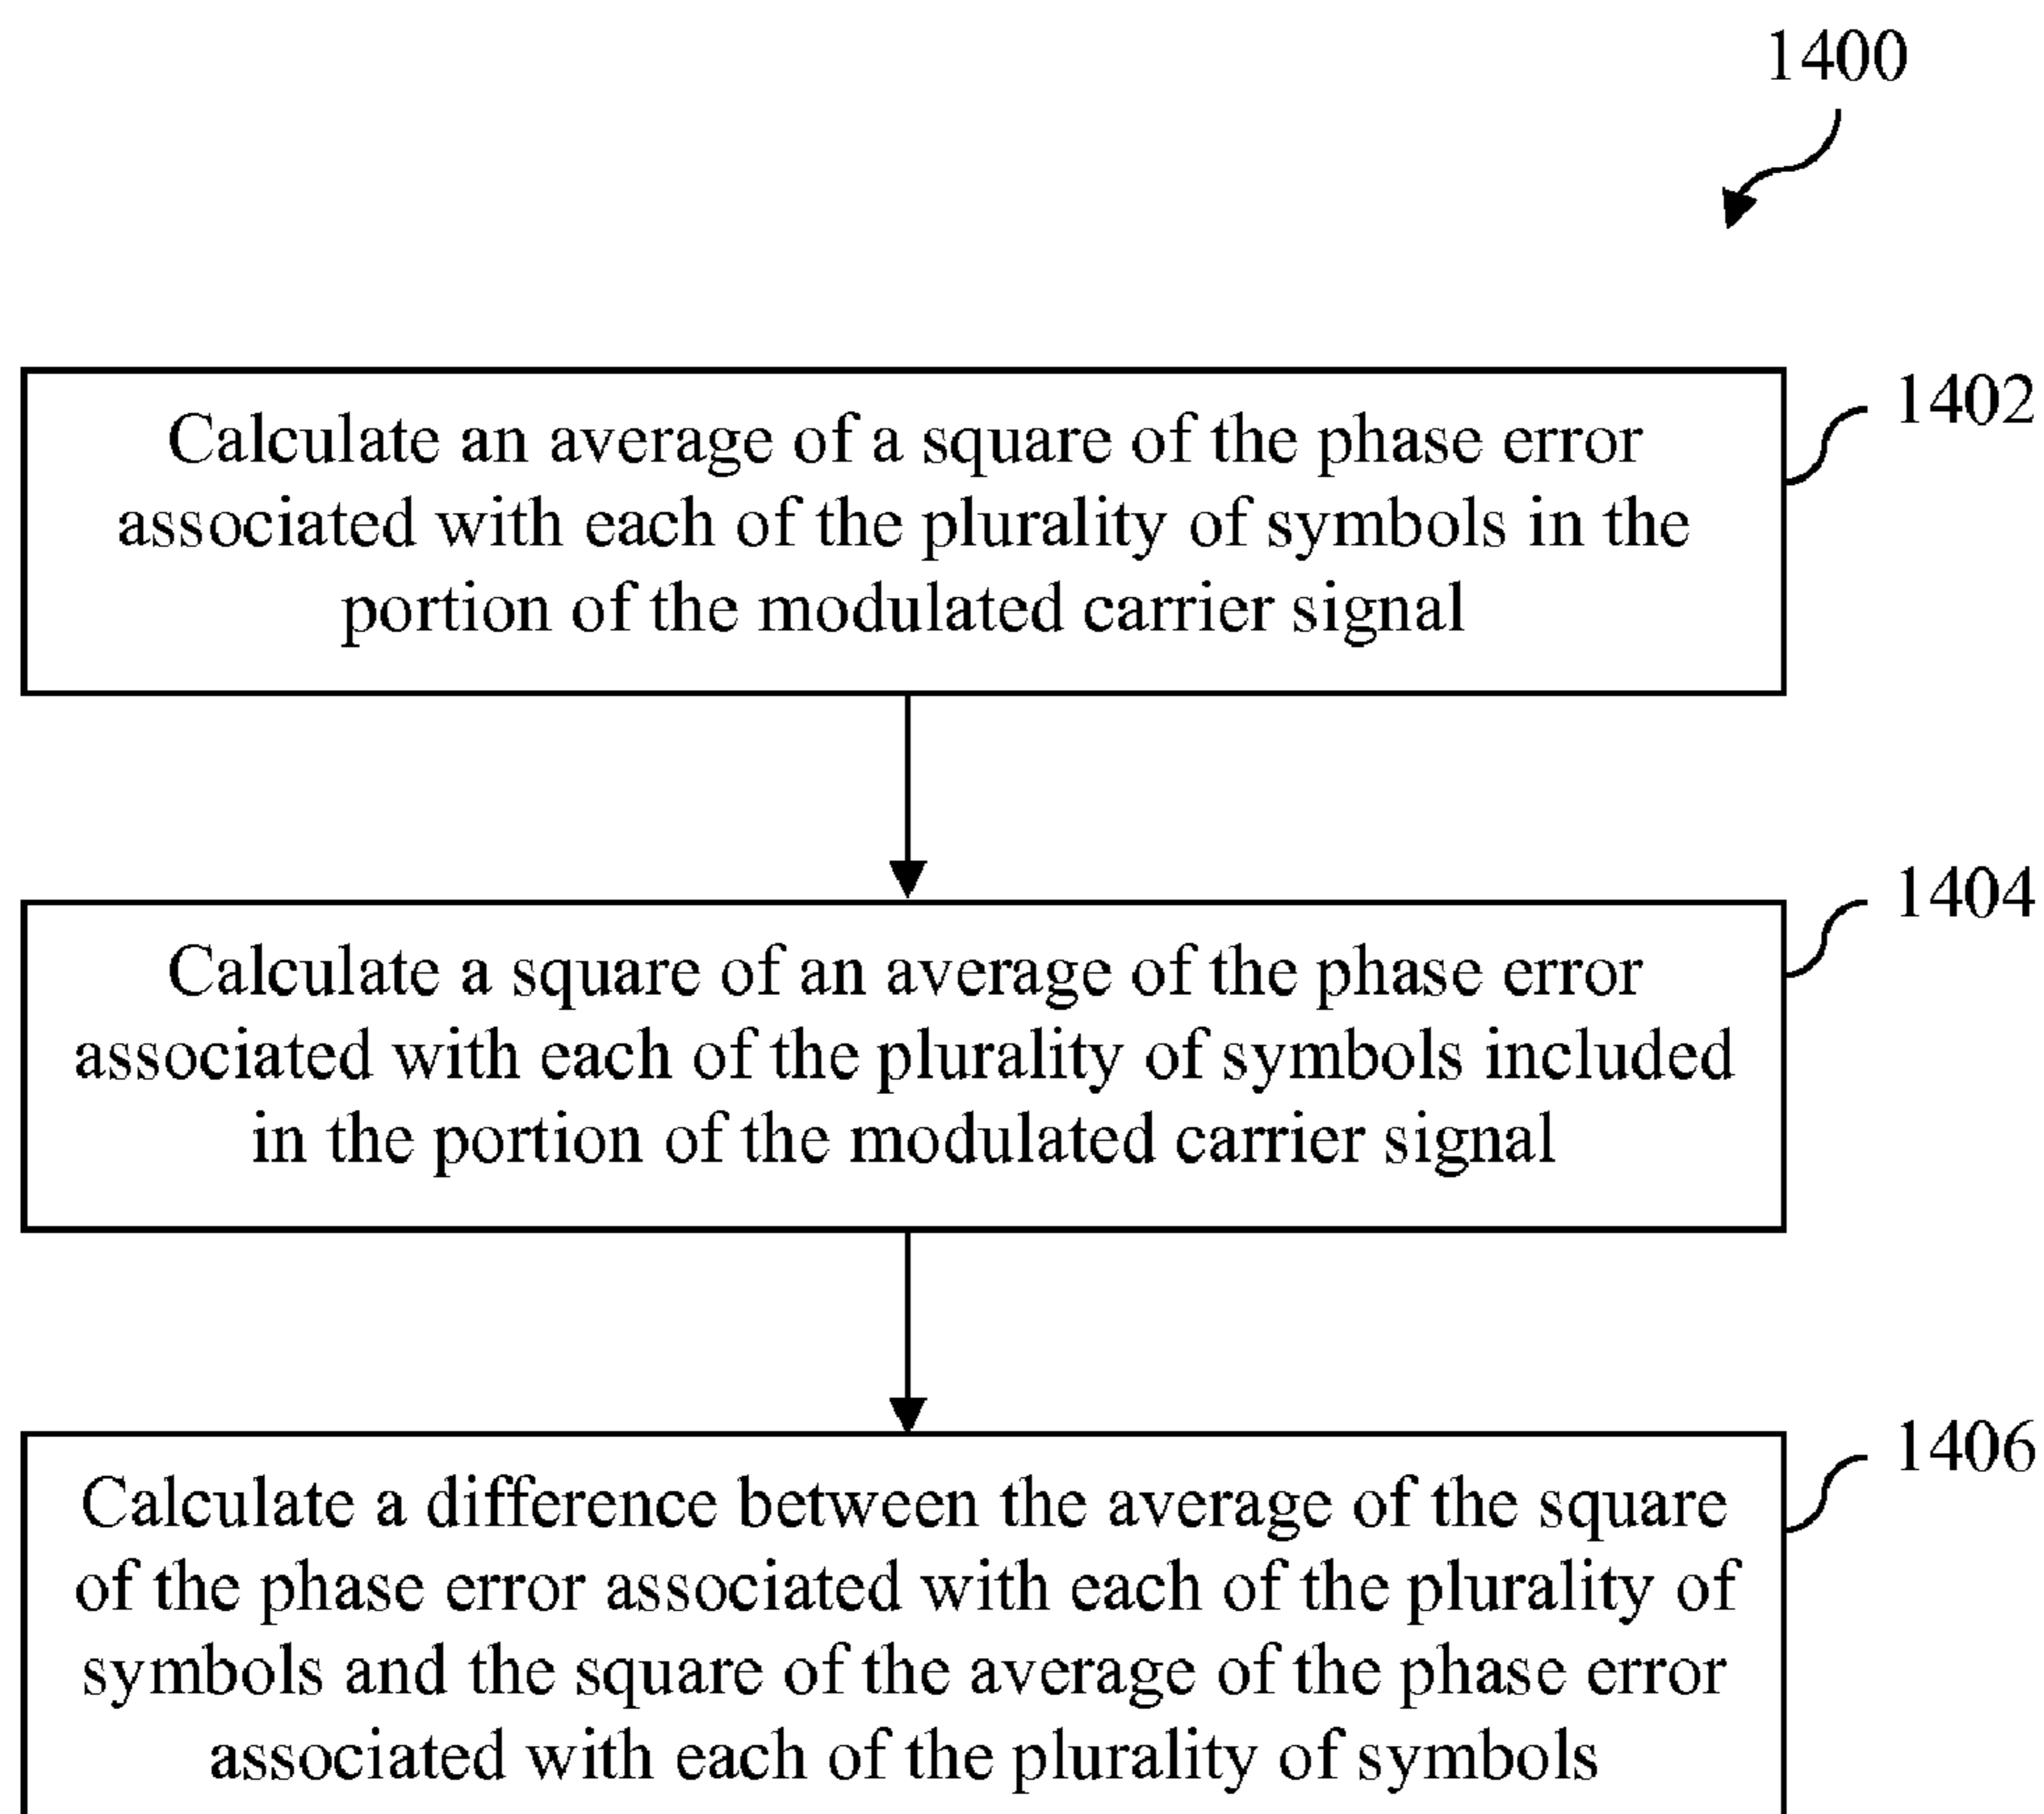 1400
1402
Calculate an average of a square of the phase error
associated with each of the plurality of symbols in the
portion of the modulated carrier signal
1404
Calculate a square of an average of the phase error
associated with each of the plurality of symbols included
in the portion of the modulated carrier signal
1406
Calculate a difference between the average of the square
of the phase error associated with each of the plurality of
symbols and the square of the average of the phase error
associated with each of the plurality of symbols